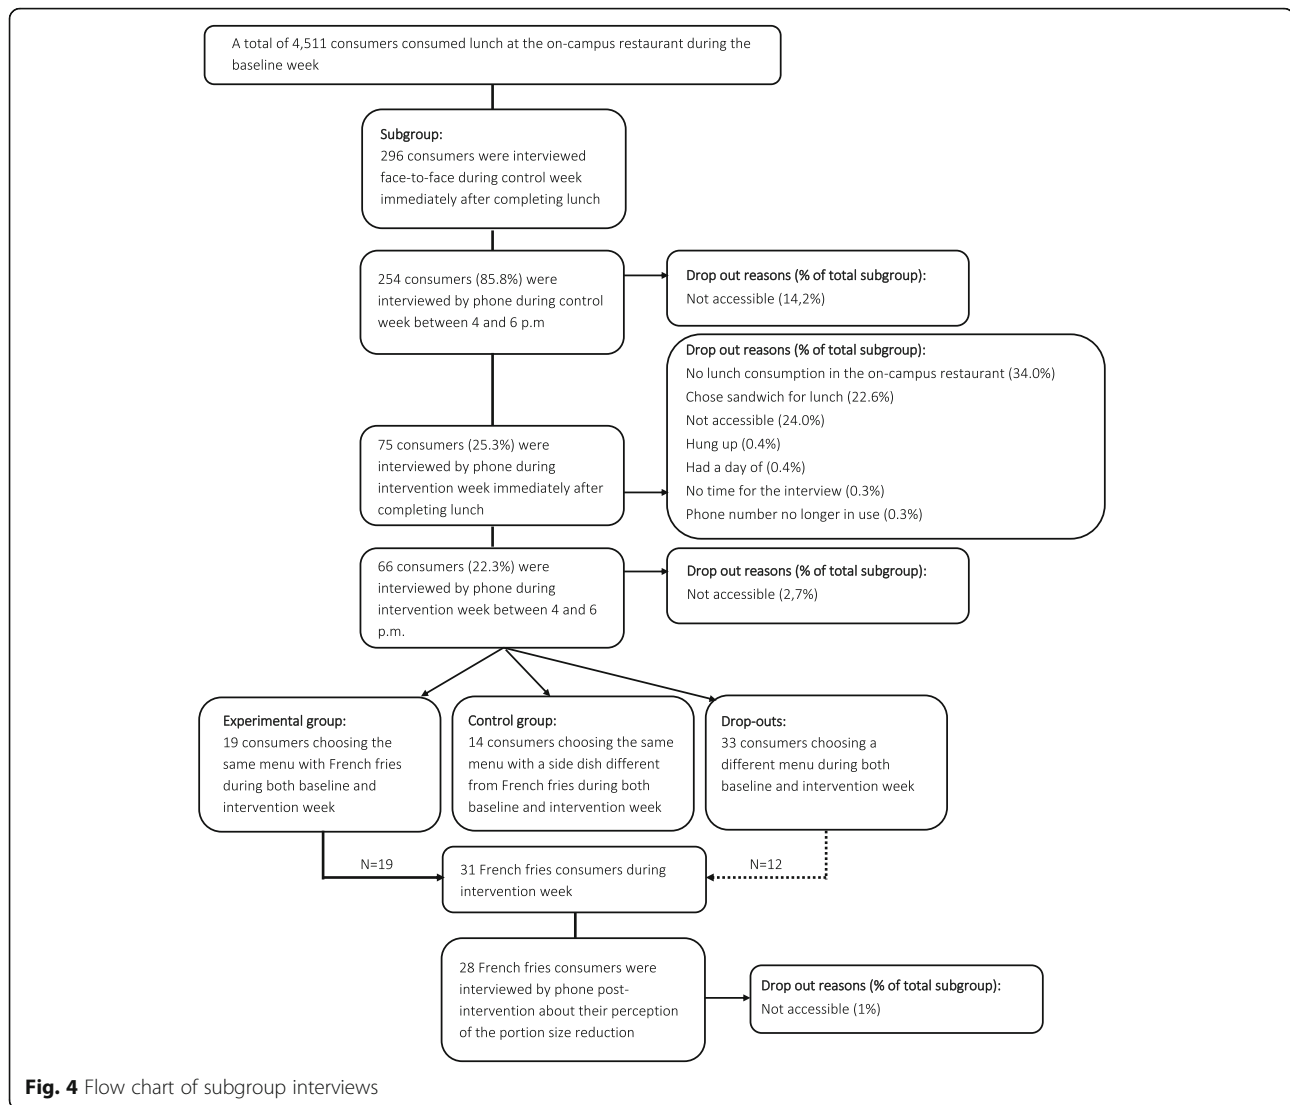 A total of 4,511 consumers consumed lunch at the on-campus restaurant during the
baseline week
Subgroup:
296 consumers were interviewed
face-to-face during control week
immediately after completing lunch
254 consumers (85.8%) were
interviewed by phone during control
week between 4 and 6 p.m
Drop out reasons (% of total subgroup):
Not accessible (14,2%)
Drop out reasons (% of total subgroup):
No lunch consumption in the on-campus restaurant (34.0%)
Chose sandwich for lunch (22.6%)
Not accessible (24.0%)
Hung up (0.4%)
Had a day of (0.4%)
No time for the interview (0.3%)
Phone number no longer in use (0.3%)
75 consumers (25.3%) were
interviewed by phone during
intervention week immediately after
completing lunch
66 consumers (22.3%) were
interviewed by phone during
intervention week between 4 and 6
p.m.
Drop out reasons (% of total subgroup):
Not accessible (2,7%)
Experimental group:
19 consumers choosing the
same menu with French fries
during both baseline and
intervention week
Control group:
14 consumers choosing the same
menu with a side dish different
from French fries during both
baseline and intervention week
Drop-outs:
33 consumers choosing a
different menu during both
baseline and intervention week
N=19
31 French fries consumers during
intervention week
N=12
28 French fries consumers were
interviewed by phone post-
intervention about their perception
of the portion size reduction
Drop out reasons (% of total subgroup):
Not accessible (1%)
Fig. 4 Flow chart of subgroup interviews